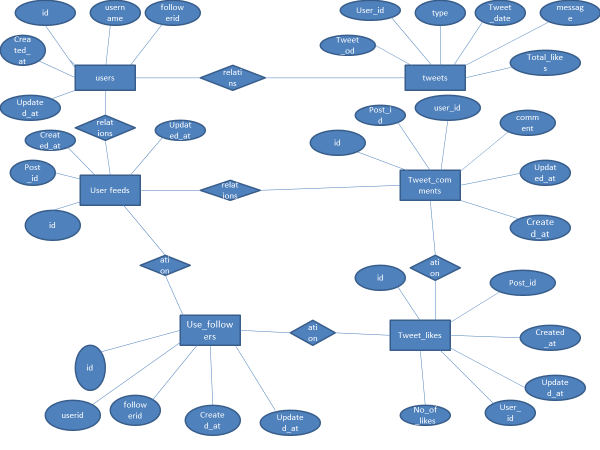 id
usern
ame
follow
erid
User_id
type
Tweet
_date
messag
e
Crea
ted_
at
Tweet
_od
Total_like
s
users
relati
ns
tweets
Update
d_at
relat
ions
Creat
ed_at
Updat
ed_at
Post_i
d
user_id
comm
ent
id
Post
_id
User feeds
relat
ions
Tweet_com
ments
Updat
ed_at
id
Create
d_at
ati
on
ati
on
id
Post_id
Use_follow
ers
ati
on
Tweet_likes
Created
_at
id
Update
d_at
userid
follow
erid
Create
d_at
Update
d_at
No_of
_likes
User_
id